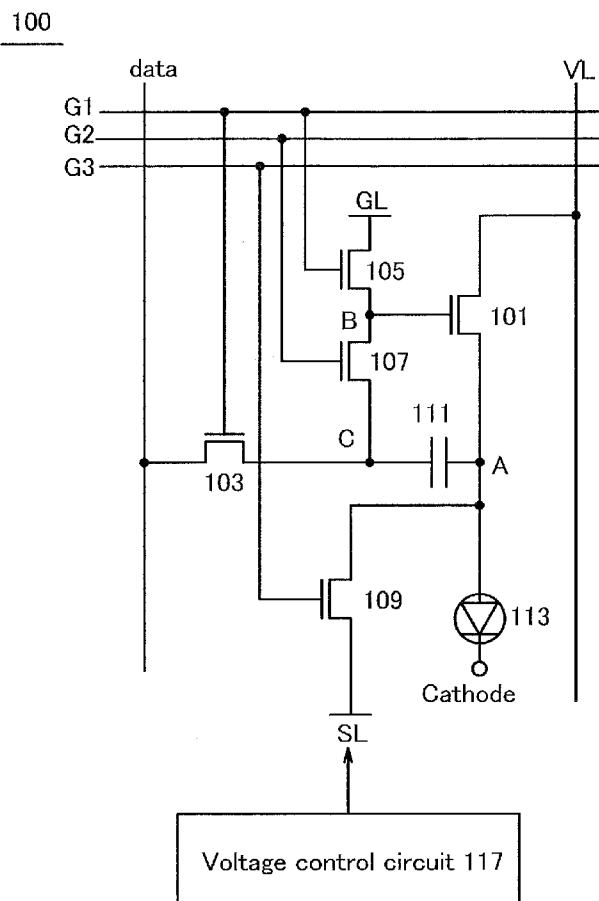 100
data
VL
G1
G2
G3
GL
105
B
101
107
111
C
A
103
109
113
Cathode
SL
Voltage control circuit 117